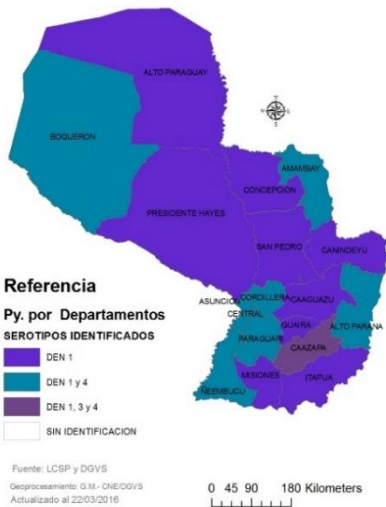 ALTO PARAGUAY
BOQUERON
AMAMBAY
CONCEPCION
PRESIDENTE HAYES
SAN PEDRO
CANINDEYU
ASUNCION
CORDILLERA
CAAGUAZU
CENTRAL
ALTO PARANA
GUAIRA
PARAGUARI
CAAZAPA
MISIONES
ITAPUA
ÑEEMBUCU
Referencia
Py. por Departamentos
SEROTIPOS IDENTIFICADOS
DEN 1
DEN 1 y 4
DEN 1, 3 y 4
SIN IDENTIFICACION
Fuente: LCSP y DGVS
Geoprocesamiento: G.M.- CNE/DGVS
Actualizado al 22/03/2016
0 45 90 180 Kilometers